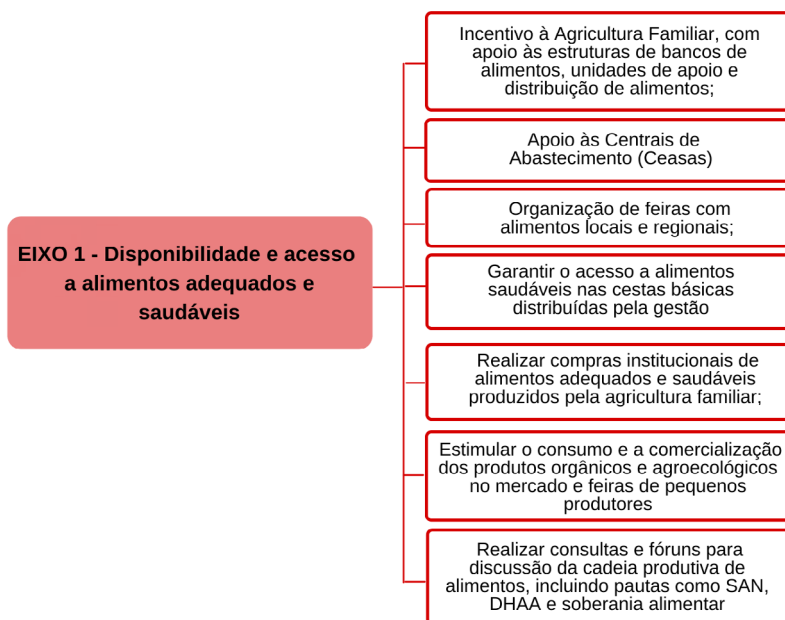 Incentivo à Agricultura Familiar, com
apoio às estruturas de bancos de
alimentos, unidades de apoio e
distribuição de alimentos;
Apoio às Centrais de
Abastecimento (Ceasas)
Organização de feiras com
alimentos locais e regionais;
EIXO 1 - Disponibilidade e acesso
a alimentos adequados e
saudáveis
Garantir o acesso a alimentos
saudáveis nas cestas básicas
distribuídas pela gestão
Realizar compras institucionais de
alimentos adequados e saudáveis
produzidos pela agricultura familiar;
Estimular o consumo e a comercialização
dos produtos orgânicos e agroecológicos
no mercado e feiras de pequenos
produtores
Realizar consultas e fóruns para
discussão da cadeia produtiva de
alimentos, incluindo pautas como SAN,
DHAA e soberania alimentar